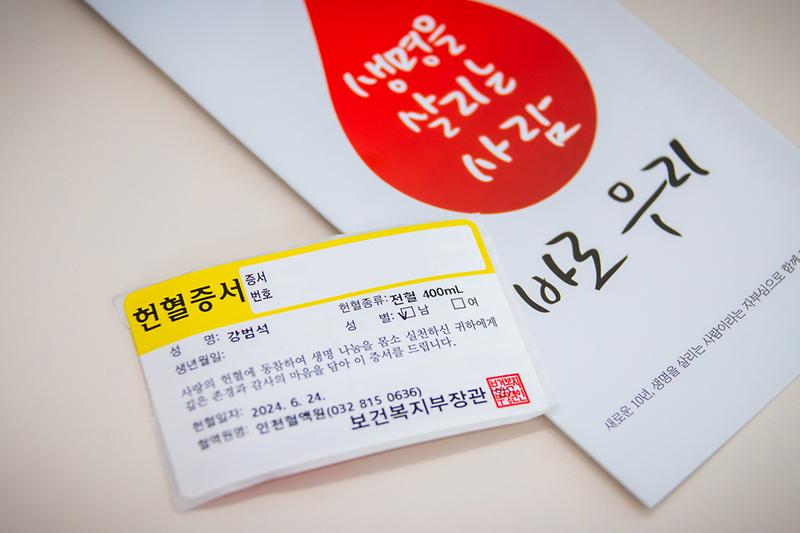 생명을
살리는
사람
바로 우리
새로운 10년, 생명을 살리는 사람이라는 자부심으로 함께
헌혈증서
증서
번호
헌혈종류: 전혈 400mL
성 명: 강범석
성 별: ☑남 ☐여
생년월일:
사랑의 헌혈에 동참하여 생명 나눔을 몸소 실천하신 귀하에게
깊은 존경과 감사의 마음을 담아 이 증서를 드립니다.
헌혈일자: 2024. 6. 24.
혈액원명: 인천혈액원(032 815 0636)
보건복지부장관